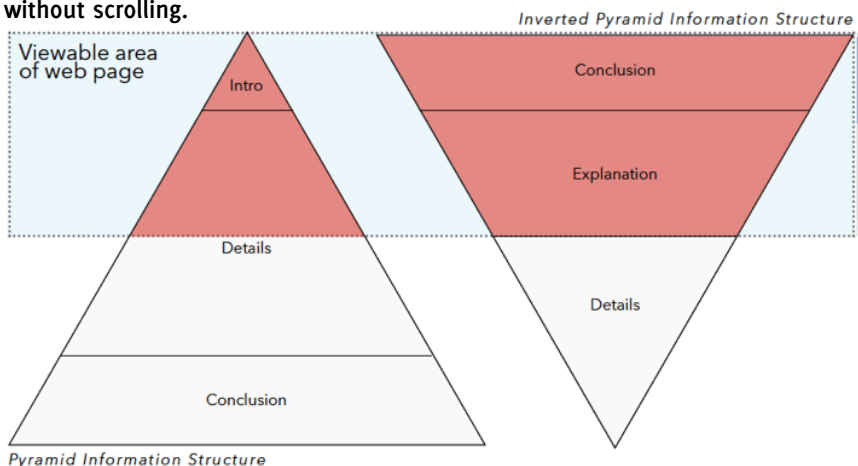 without scrolling.
Inverted Pyramid Information Structure
Viewable area
of web page
Intro
Details
Conclusion
Pyramid Information Structure
Conclusion
Explanation
Details